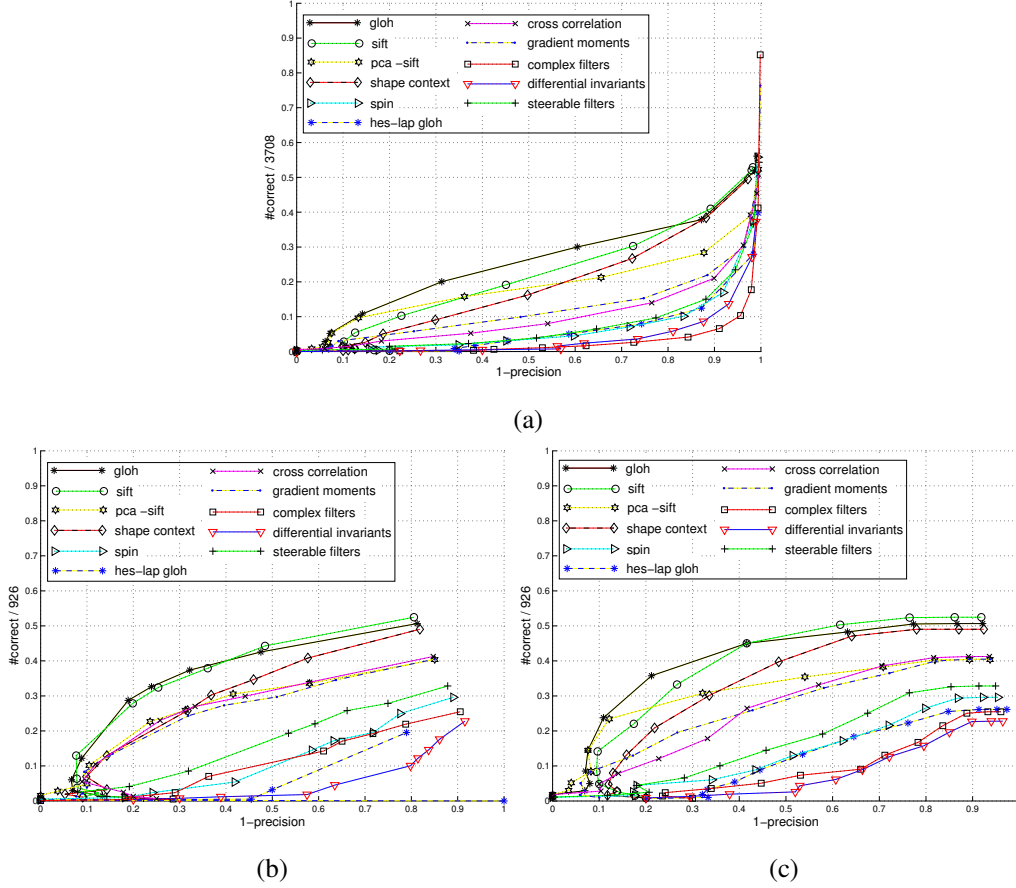 1
0.9
0.8
0.7
0.6
0.5
0.4
0.3
0.2
0.1
0
#correct / 3708
gloh
sift
pca −sift
shape context
spin
hes−lap gloh
cross correlation
gradient moments
complex filters
differential invariants
steerable filters
0 0.1 0.2 0.3 0.4 0.5 0.6 0.7 0.8 0.9 1
1−precision
(a)
1
0.9
0.8
0.7
0.6
0.5
0.4
0.3
0.2
0.1
0
#correct / 926
gloh
sift
pca −sift
shape context
spin
hes−lap gloh
cross correlation
gradient moments
complex filters
differential invariants
steerable filters
0 0.1 0.2 0.3 0.4 0.5 0.6 0.7 0.8 0.9 1
1−precision
(b)
1
0.9
0.8
0.7
0.6
0.5
0.4
0.3
0.2
0.1
0
#correct / 926
gloh
sift
pca −sift
shape context
spin
hes−lap gloh
cross correlation
gradient moments
complex filters
differential invariants
steerable filters
0 0.1 0.2 0.3 0.4 0.5 0.6 0.7 0.8 0.9 1
1−precision
(c)